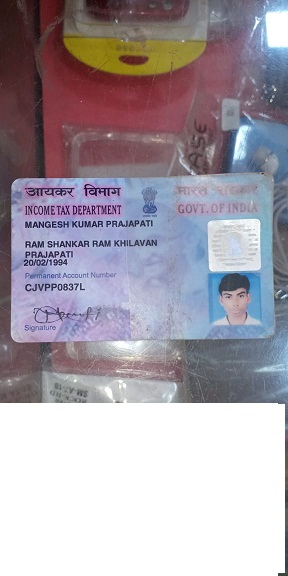 आयकर विभाग
INCOME TAX DEPARTMENT
भारत सरकार
GOVT. OF INDIA
MANGESH KUMAR PRAJAPATI
RAM SHANKAR RAM KHILAVAN
PRAJAPATI
20/02/1994
Permanent Account Number
CJVPP0837L
Signature